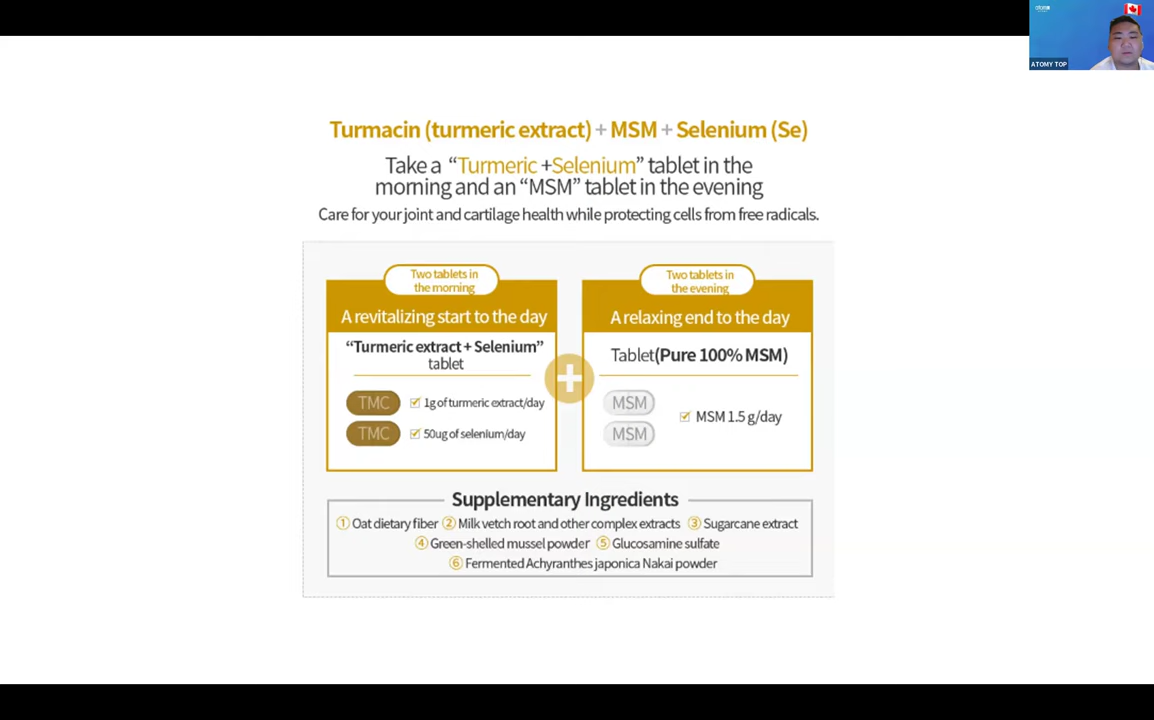 ATOMY TOP
Turmacin (turmeric extract) + MSM + Selenium (Se)
Take a “Turmeric +Selenium” tablet in the
morning and an “MSM” tablet in the evening
Care for your joint and cartilage health while protecting cells from free radicals.
Two tablets in
the morning
A revitalizing start to the day
“Turmeric extract + Selenium”
tablet
TMC
1g of turmeric extract/day
TMC
50ug of selenium/day
Two tablets in
the evening
A relaxing end to the day
Tablet(Pure 100% MSM)
MSM
MSM
MSM 1.5 g/day
Supplementary Ingredients
① Oat dietary fiber ② Milk vetch root and other complex extracts ③ Sugarcane extract
④ Green-shelled mussel powder ⑤ Glucosamine sulfate
⑥ Fermented Achyranthes japonica Nakai powder